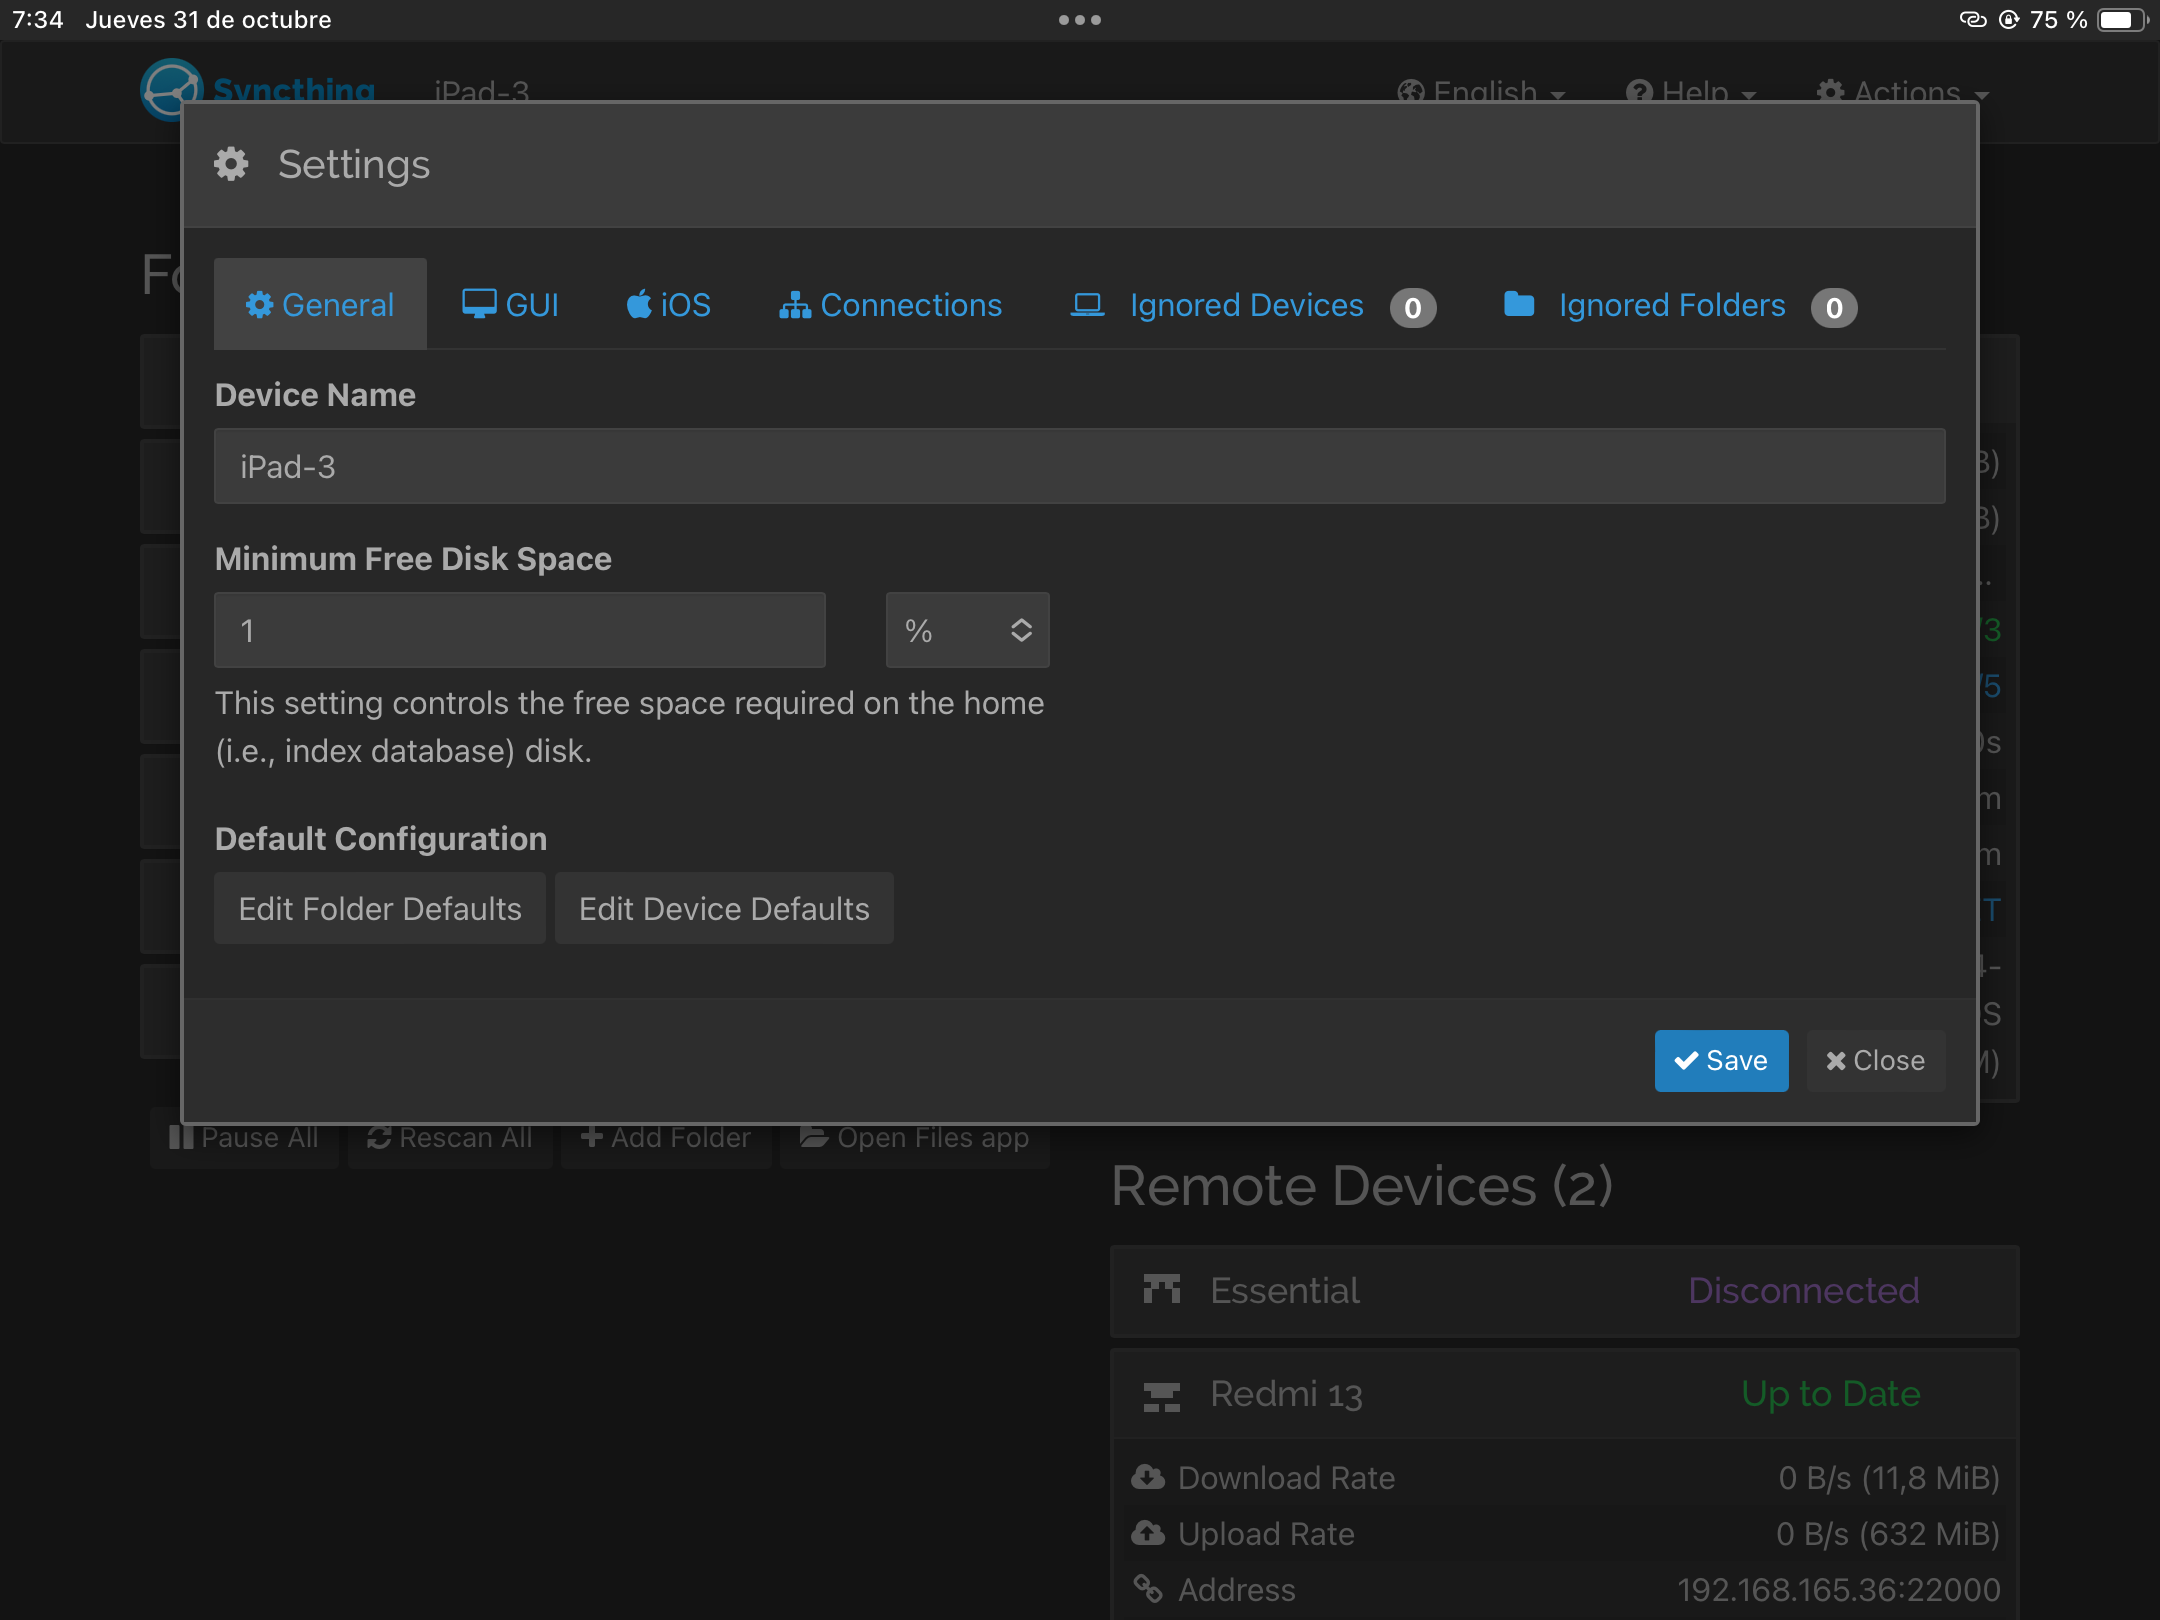 7:34 Jueves 31 de octubre 75 %
Syncthing iPad-3 English Help Actions
Settings
General GUI iOS Connections Ignored Devices 0 Ignored Folders 0
Device Name
iPad-3
Minimum Free Disk Space
1 %
This setting controls the free space required on the home
(i.e., index database) disk.
Default Configuration
Edit Folder Defaults Edit Device Defaults
Save Close
Pause All Rescan All Add Folder Open Files app
Remote Devices (2)
Essential Disconnected
Redmi 13 Up to Date
Download Rate 0 B/s (11,8 MiB)
Upload Rate 0 B/s (632 MiB)
Address 192.168.165.36:22000